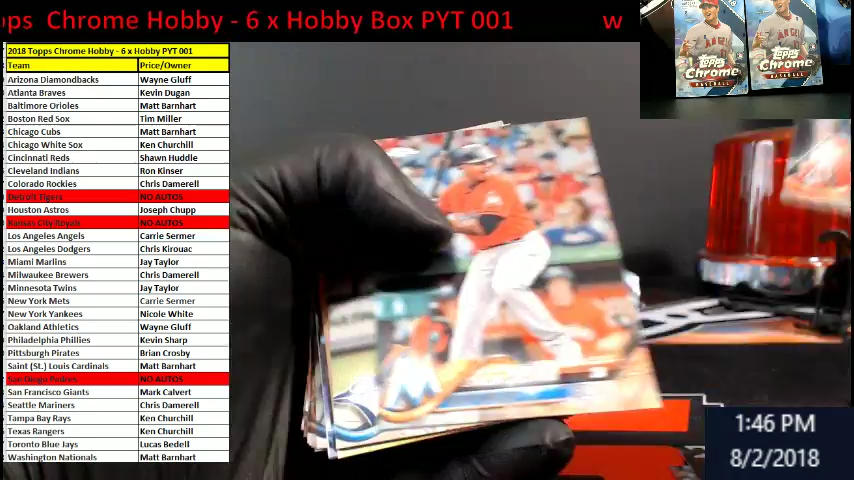 ps Chrome Hobby - 6 x Hobby Box PYT 001 w
2018 Topps Chrome Hobby - 6 x Hobby PYT 001
Team Price/Owner
Arizona Diamondbacks Wayne Gluff
Atlanta Braves Kevin Dugan
Baltimore Orioles Matt Barnhart
Boston Red Sox Tim Miller
Chicago Cubs Matt Barnhart
Chicago White Sox Ken Churchill
Cincinnati Reds Shawn Huddle
Cleveland Indians Ron Kinser
Colorado Rockies Chris Damerell
Detroit Tigers NO AUTOS
Houston Astros Joseph Chupp
Kansas City Royals NO AUTOS
Los Angeles Angels Carrie Sermer
Los Angeles Dodgers Chris Kirouac
Miami Marlins Jay Taylor
Milwaukee Brewers Chris Damerell
Minnesota Twins Jay Taylor
New York Mets Carrie Sermer
New York Yankees Nicole White
Oakland Athletics Wayne Gluff
Philadelphia Phillies Kevin Sharp
Pittsburgh Pirates Brian Crosby
Saint (St.) Louis Cardinals Matt Barnhart
San Diego Padres NO AUTOS
San Francisco Giants Mark Calvert
Seattle Mariners Chris Damerell
Tampa Bay Rays Ken Churchill
Texas Rangers Ken Churchill
Toronto Blue Jays Lucas Bedell
Washington Nationals Matt Barnhart
Topps Chrome BASEBALL
Topps Chrome BASEBALL
M
1:46 PM
8/2/2018